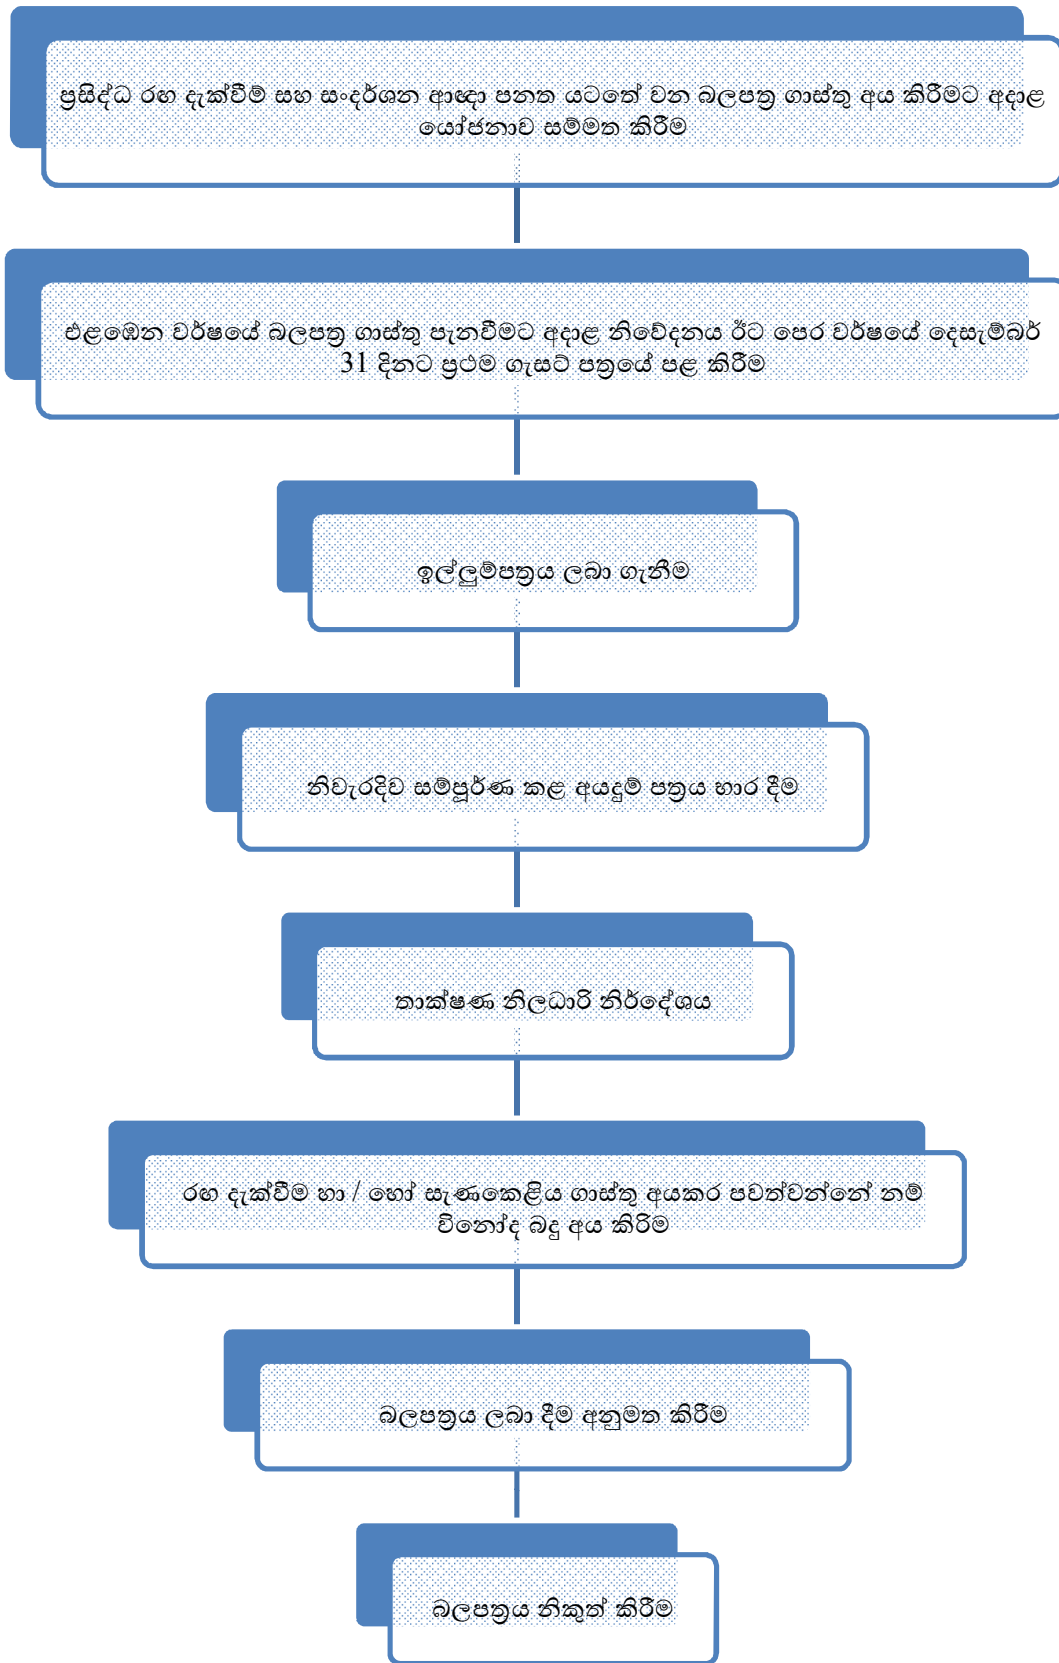 ප්‍රසිද්ධ රඟ දැක්වීම් සහ සංදර්ශන ආඥා පනත යටතේ වන බලපත්‍ර ගාස්තු අය කිරීමට අදාළ
යෝජනාව සම්මත කිරීම
එළඹෙන වර්ෂයේ බලපත්‍ර ගාස්තු පැනවීමට අදාළ නිවේදනය ඊට පෙර වර්ෂයේ දෙසැම්බර්
31 දිනට ප්‍රථම ගැසට් පත්‍රයේ පළ කිරීම
ඉල්ලුම්පත්‍රය ලබා ගැනීම
නිවැරදිව සම්පූර්ණ කළ අයදුම් පත්‍රය භාර දීම
තාක්ෂණ නිලධාරි නිර්දේශය
රඟ දැක්වීම හා / හෝ සැණකෙළිය ගාස්තු අයකර පවත්වන්නේ නම්
විනෝද බදු අය කිරිම
බලපත්‍රය ලබා දීම අනුමත කිරීම
බලපත්‍රය නිකුත් කිරීම